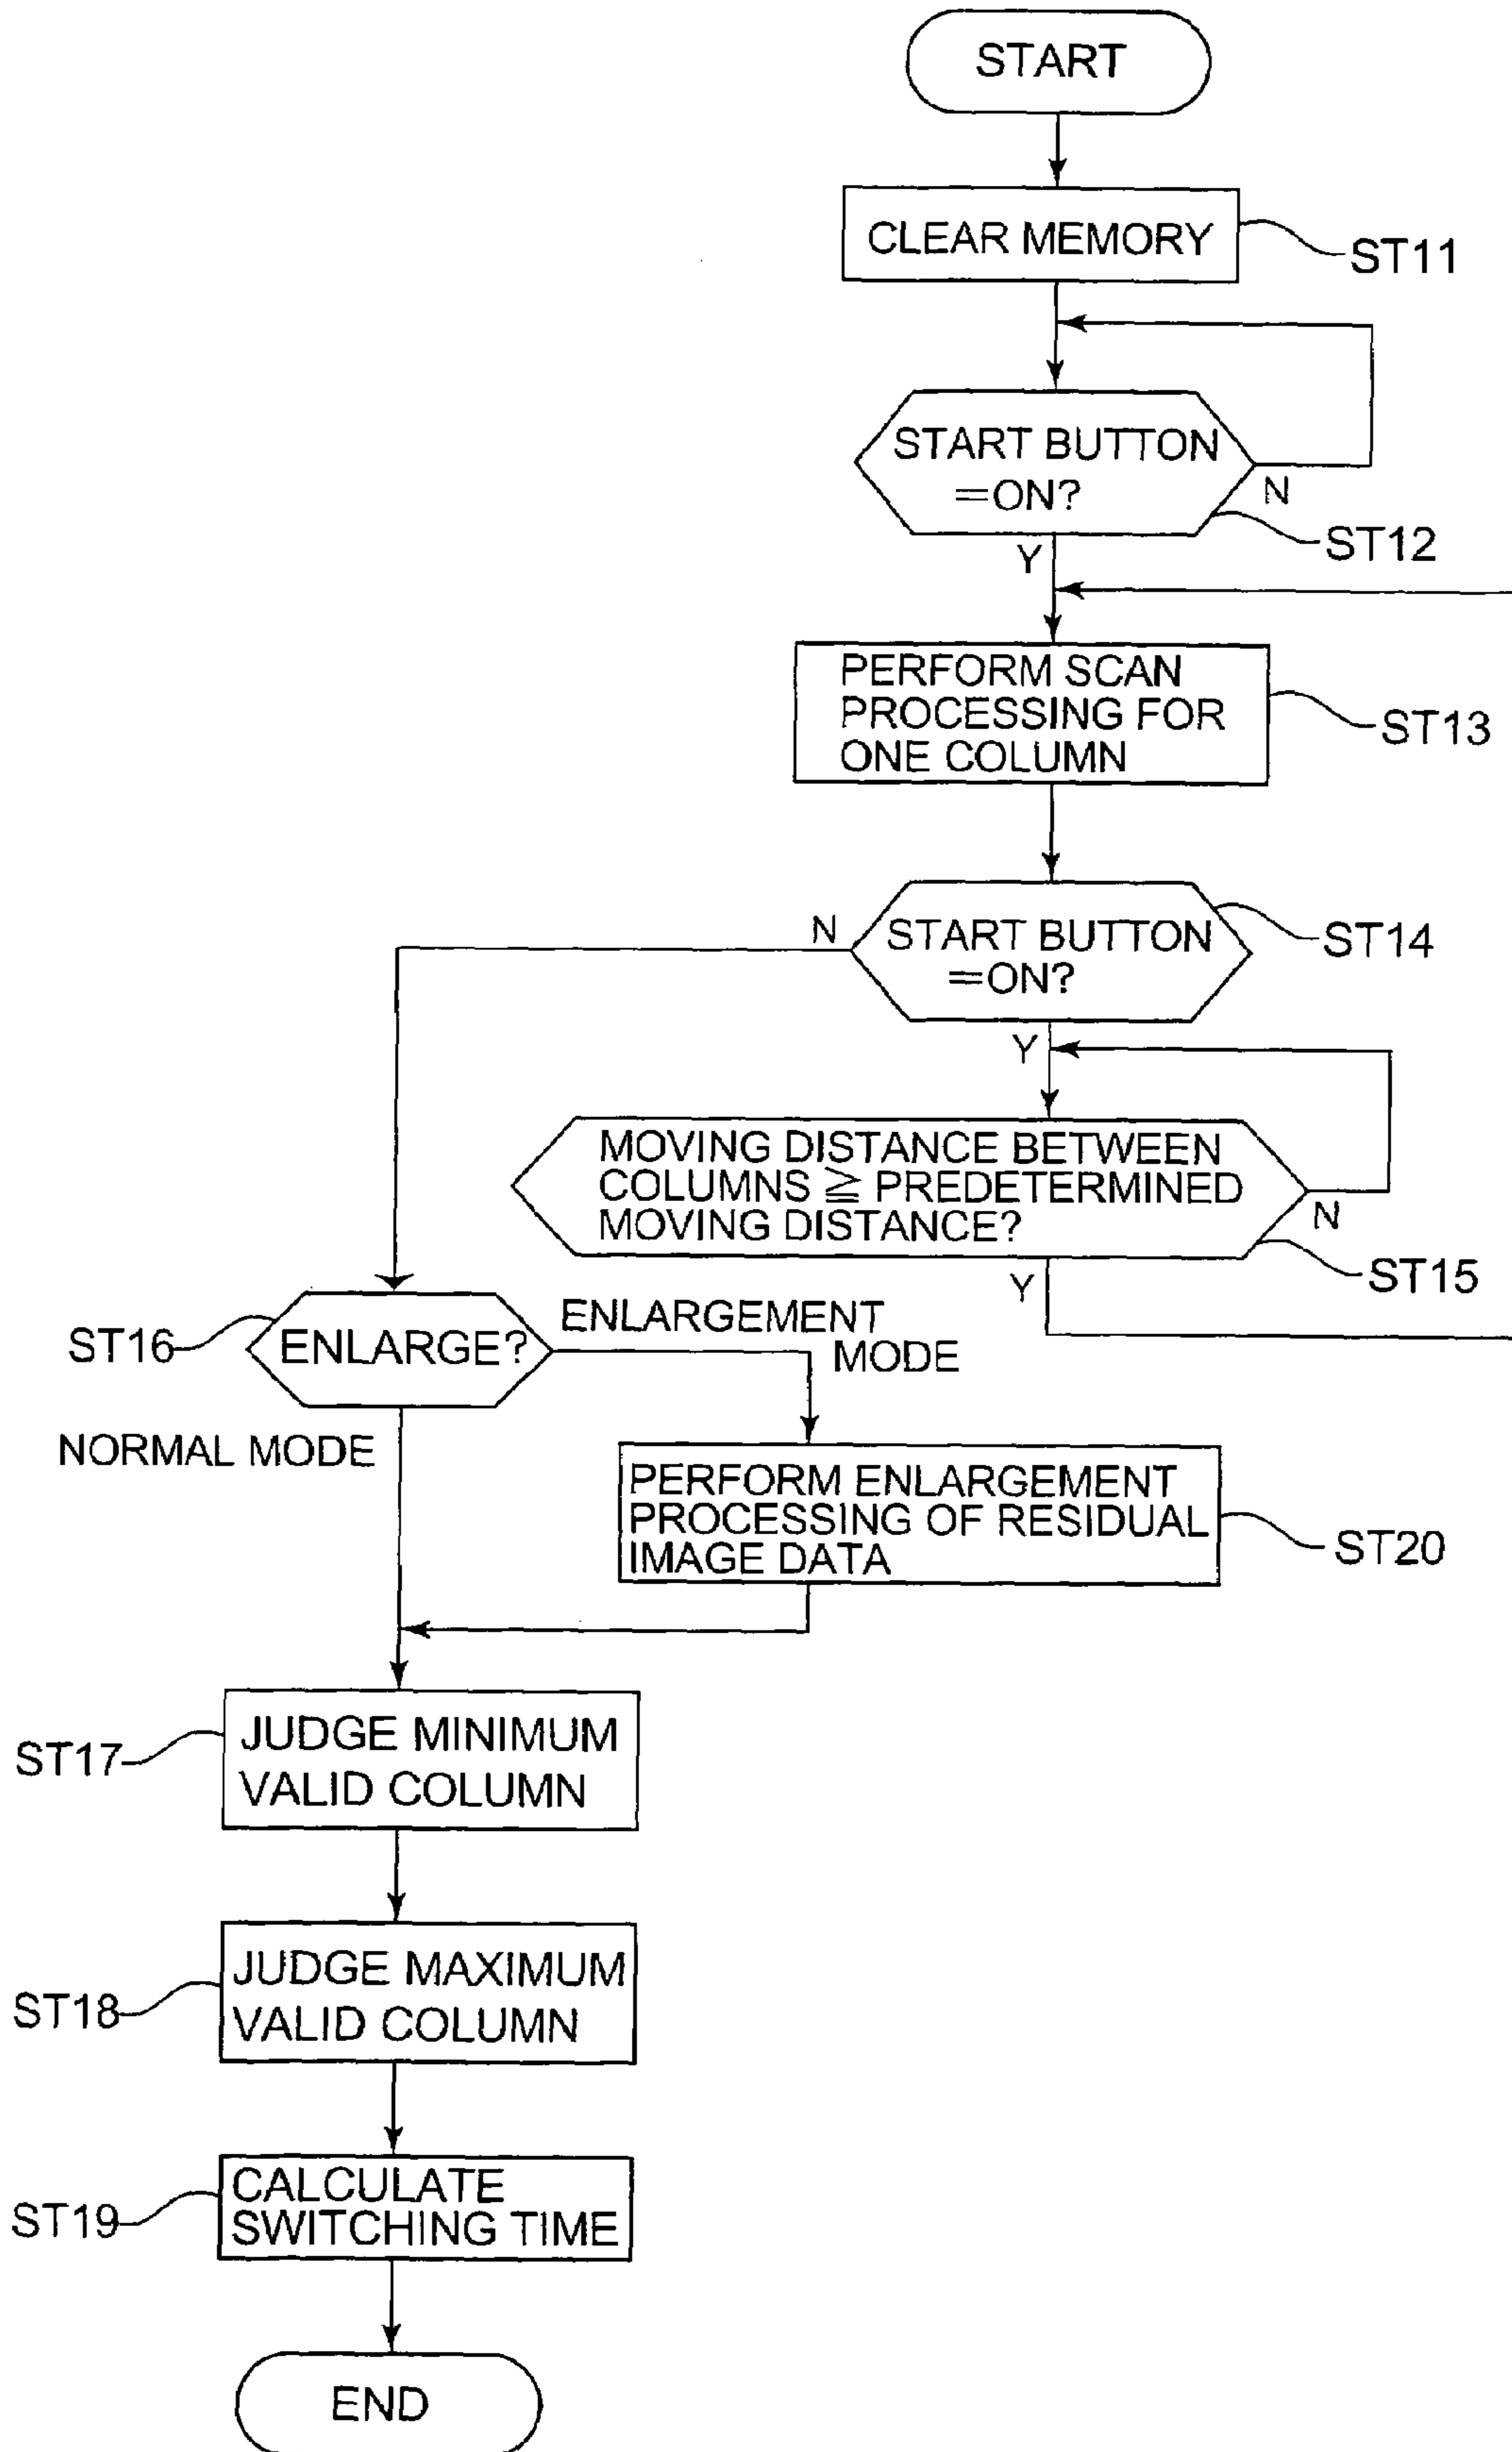 START
CLEAR MEMORY
ST11
START BUTTON
=ON?
N
ST12
Y
PERFORM SCAN
PROCESSING FOR
ONE COLUMN
ST13
N
START BUTTON
=ON?
ST14
Y
MOVING DISTANCE BETWEEN
COLUMNS ≧ PREDETERMINED
MOVING DISTANCE?
N
ST15
Y
ST16
ENLARGE?
ENLARGEMENT
MODE
NORMAL MODE
PERFORM ENLARGEMENT
PROCESSING OF RESIDUAL
IMAGE DATA
ST20
ST17
JUDGE MINIMUM
VALID COLUMN
ST18
JUDGE MAXIMUM
VALID COLUMN
ST19
CALCULATE
SWITCHING TIME
END